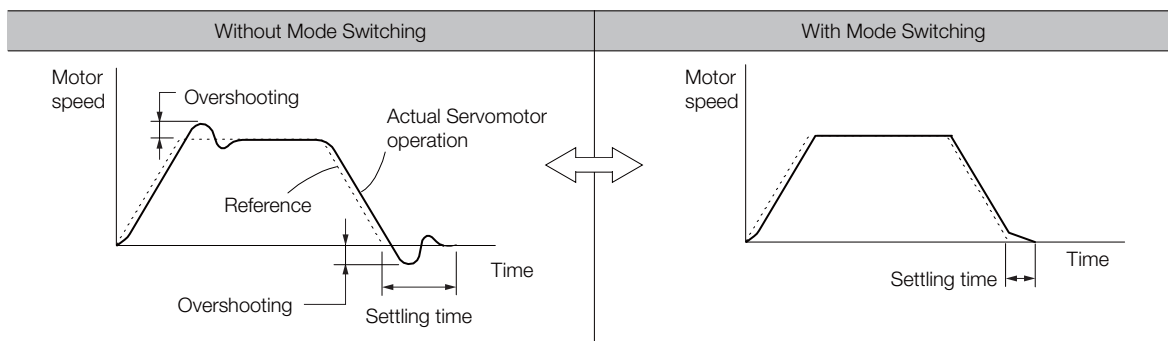 Without Mode Switching
With Mode Switching
Motor
speed
Overshooting
Actual Servomotor
operation
Reference
Time
Overshooting
Settling time
Motor
speed
Time
Settling time